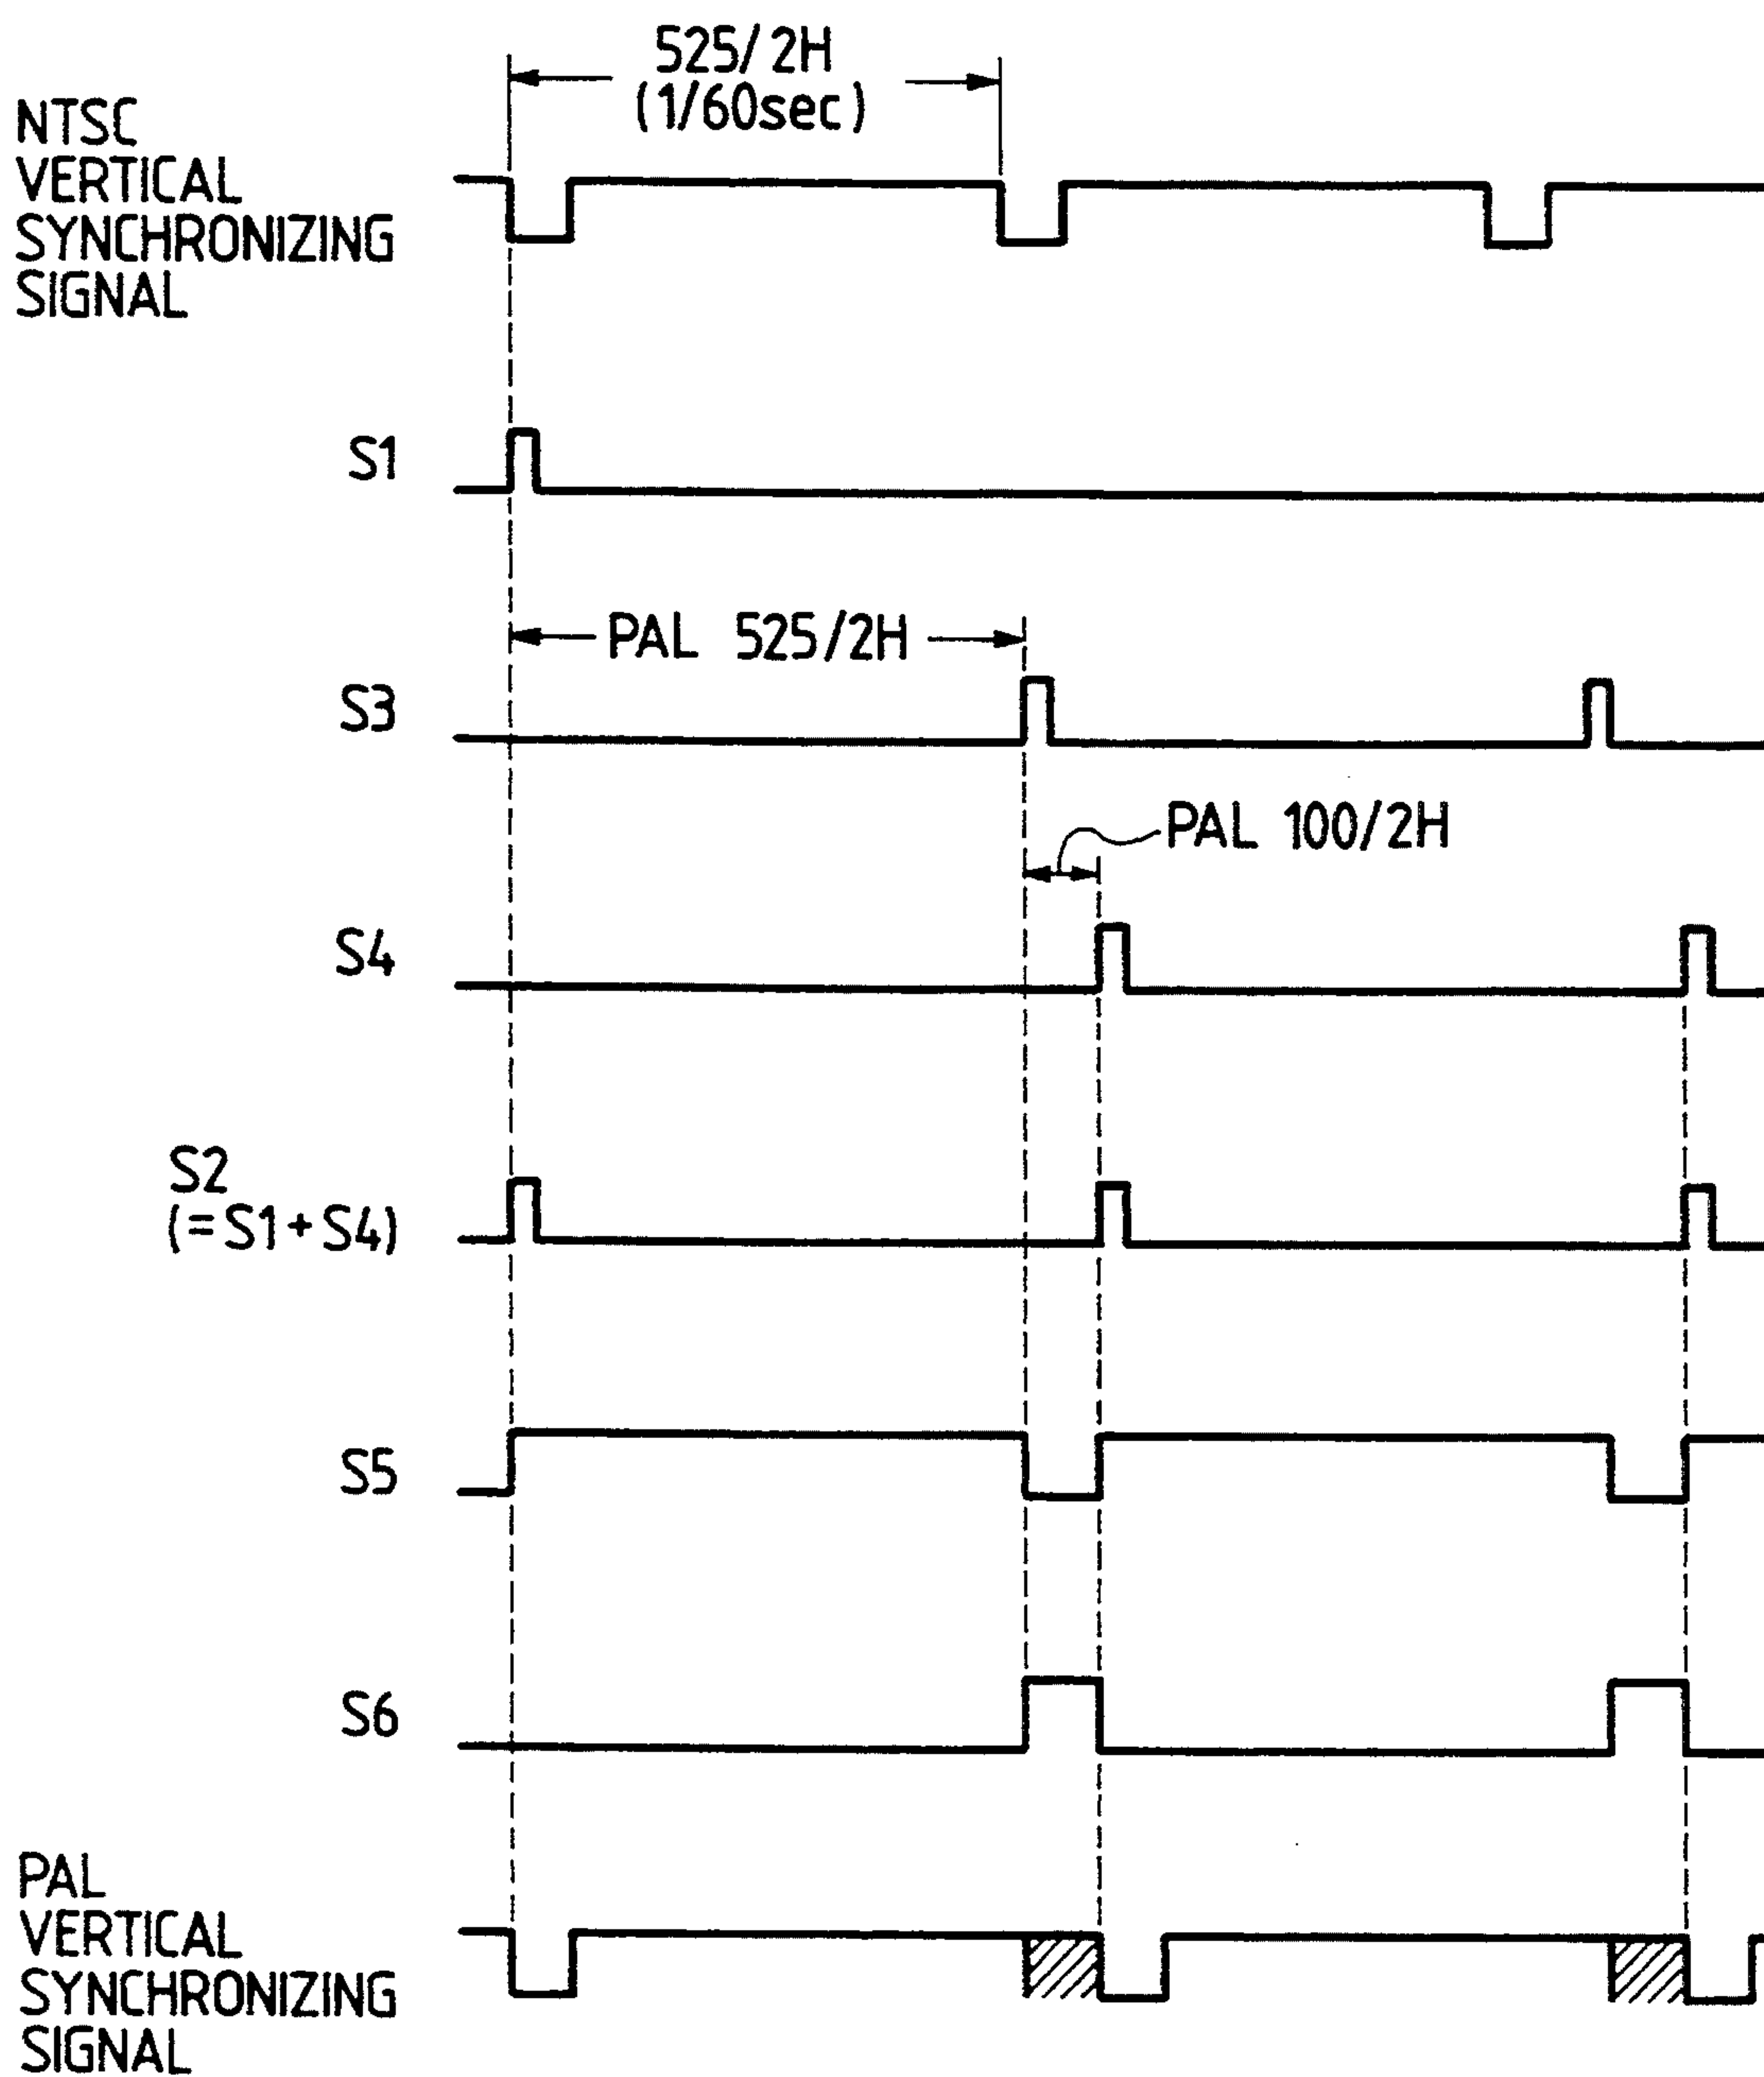 525/2H
(1/60sec)
NTSC
VERTICAL
SYNCHRONIZING
SIGNAL
S1
PAL 525/2H
S3
PAL 100/2H
S4
S2
(=S1+S4)
S5
S6
PAL
VERTICAL
SYNCHRONIZING
SIGNAL